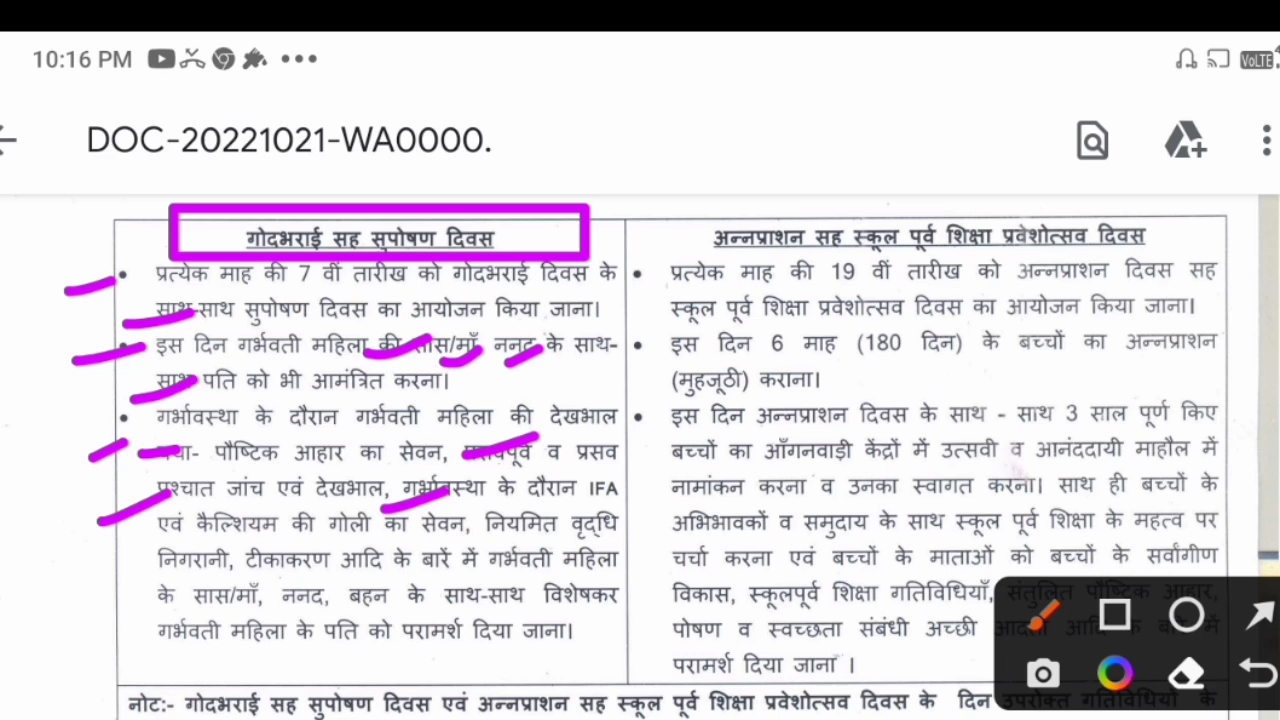 10:16 PM
VoLTE
DOC-20221021-WA0000.
गोदभराई सह सुपोषण दिवस
प्रत्येक माह की 7 वीं तारीख को गोदभराई दिवस के
साथ-साथ सुपोषण दिवस का आयोजन किया जाना।
इस दिन गर्भवती महिला की सास/माँ, ननद के साथ-
साथ पति को भी आमंत्रित करना।
गर्भावस्था के दौरान गर्भवती महिला की देखभाल
पौष्टिक आहार का सेवन, व प्रसव
पश्चात जांच एवं देखभाल, गर्भावस्था के दौरान IFA
एवं कैल्शियम की गोली का सेवन, नियमित वृद्धि
निगरानी, टीकाकरण आदि के बारें में गर्भवती महिला
के सास/माँ, ननद, बहन के साथ-साथ विशेषकर
गर्भवती महिला के पति को परामर्श दिया जाना।
अन्नप्राशन सह स्कूल पूर्व शिक्षा प्रवेशोत्सव दिवस
प्रत्येक माह की 19 वीं तारीख को अन्नप्राशन दिवस सह
स्कूल पूर्व शिक्षा प्रवेशोत्सव दिवस का आयोजन किया जाना।
इस दिन 6 माह (180 दिन) के बच्चों का अन्नप्राशन
(मुहजूठी) कराना।
इस दिन अन्नप्राशन दिवस के साथ - साथ 3 साल पूर्ण किए
बच्चों का आँगनवाड़ी केंद्रों में उत्सवी व आनंददायी माहौल में
नामांकन करना व उनका स्वागत करना। साथ ही बच्चों के
अभिभावकों व समुदाय के साथ स्कूल पूर्व शिक्षा के महत्व पर
चर्चा करना एवं बच्चों के माताओं को बच्चों के सर्वांगीण
विकास, स्कूलपूर्व शिक्षा गतिविधियाँ, संतुलित पौष्टिक आहार,
पोषण व स्वच्छता संबंधी अच्छी आदतों आदि के बारे में
परामर्श दिया जाना ।
नोट:- गोदभराई सह सुपोषण दिवस एवं अन्नप्राशन सह स्कूल पूर्व शिक्षा प्रवेशोत्सव दिवस के दिन उपरोक्त गतिविधियों के